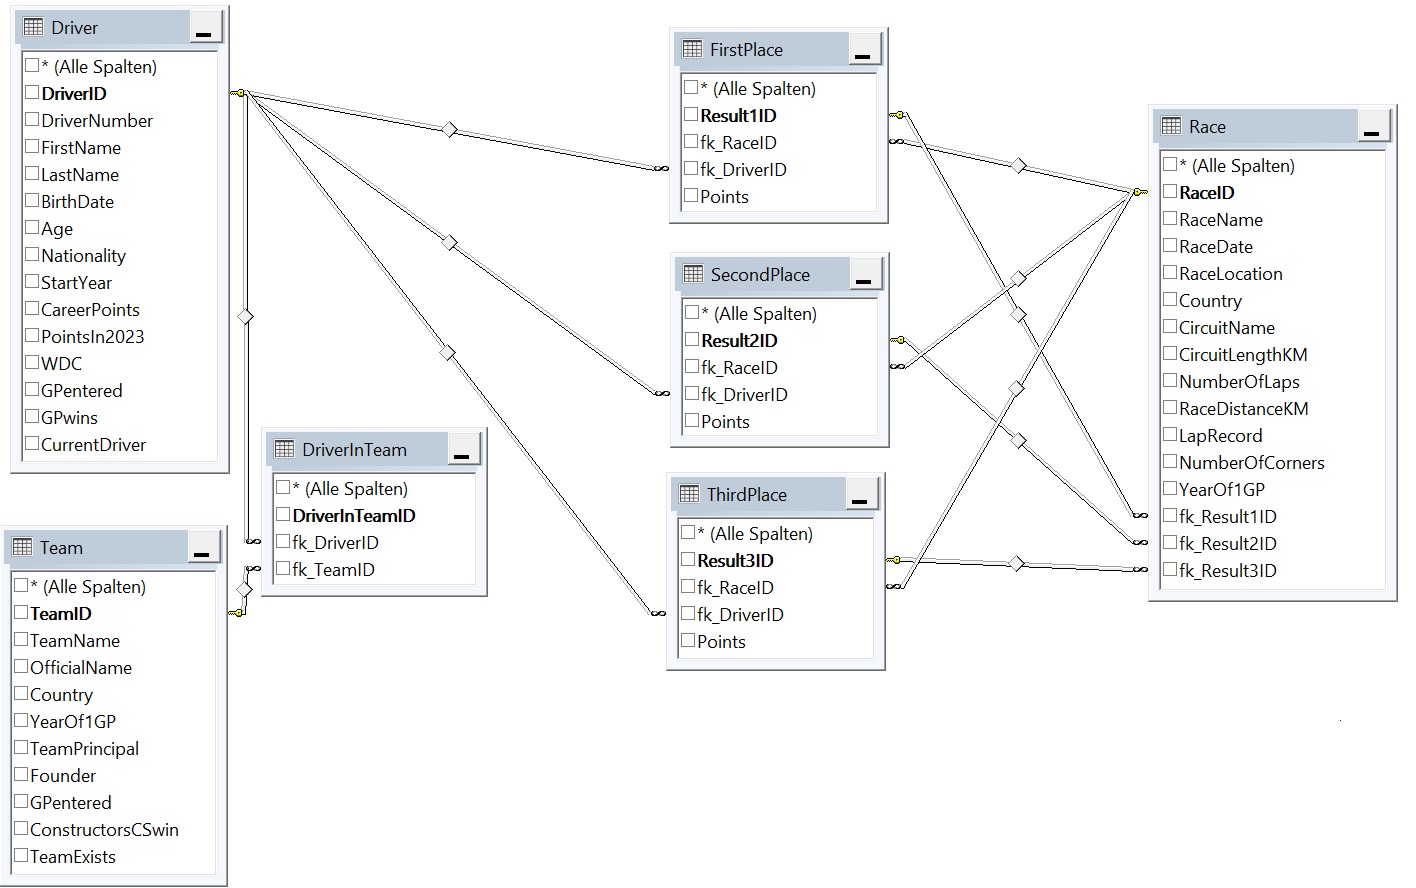 Driver
* (Alle Spalten)
DriverID
DriverNumber
FirstName
LastName
BirthDate
Age
Nationality
StartYear
CareerPoints
PointsIn2023
WDC
GPentered
GPwins
CurrentDriver
Team
* (Alle Spalten)
TeamID
TeamName
OfficialName
Country
YearOf1GP
TeamPrincipal
Founder
GPentered
ConstructorsCSwin
TeamExists
DriverInTeam
* (Alle Spalten)
DriverInTeamID
fk_DriverID
fk_TeamID
FirstPlace
* (Alle Spalten)
Result1ID
fk_RaceID
fk_DriverID
Points
SecondPlace
* (Alle Spalten)
Result2ID
fk_RaceID
fk_DriverID
Points
ThirdPlace
* (Alle Spalten)
Result3ID
fk_RaceID
fk_DriverID
Points
Race
* (Alle Spalten)
RaceID
RaceName
RaceDate
RaceLocation
Country
CircuitName
CircuitLengthKM
NumberOfLaps
RaceDistanceKM
LapRecord
NumberOfCorners
YearOf1GP
fk_Result1ID
fk_Result2ID
fk_Result3ID